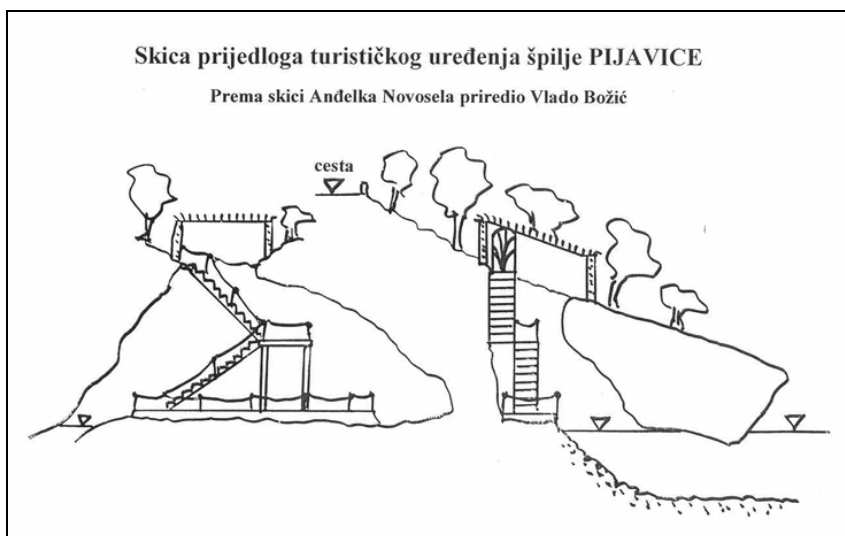 Skica prijedloga turističkog uređenja špilje PIJAVICE
Prema skici Anđelka Novosela priredio Vlado Božić
cesta